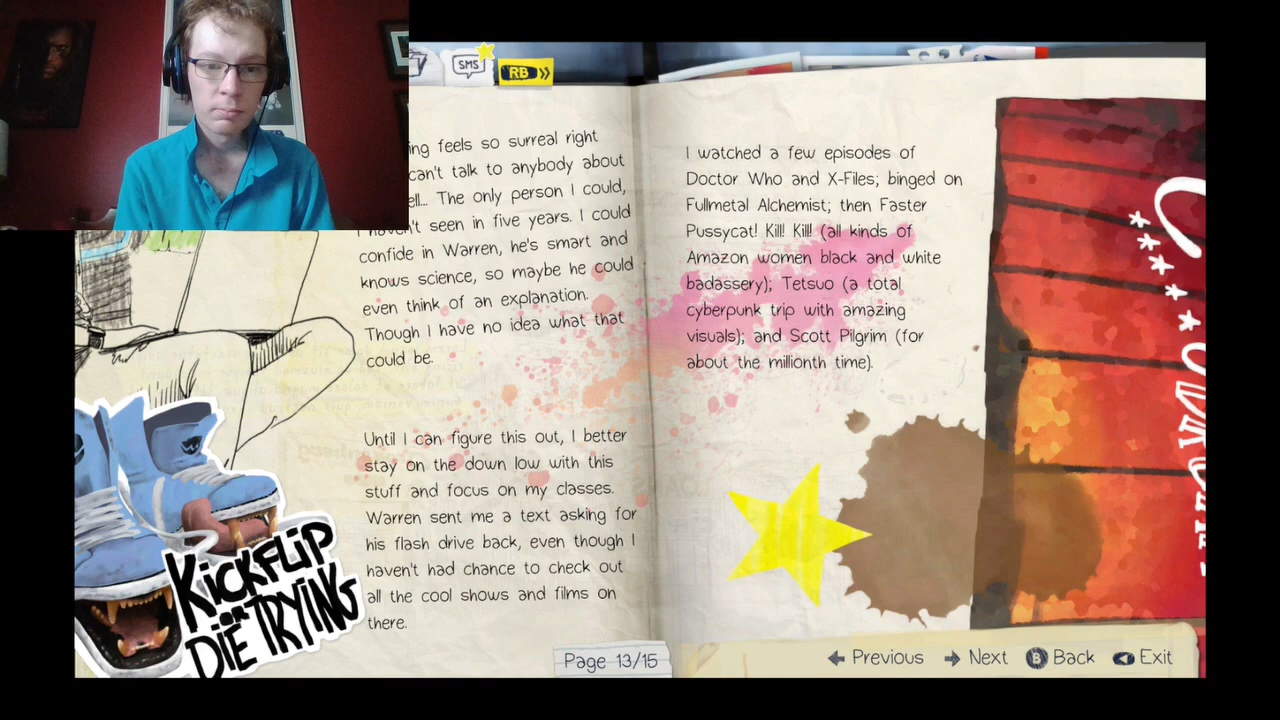 SMS
RB
ing feels so surreal right
can't talk to anybody about
ell... The only person I could,
I haven't seen in five years. I could
confide in Warren, he's smart and
knows science, so maybe he could
even think of an explanation.
Though I have no idea what that
could be.
Until I can figure this out, I better
stay on the down low with this
stuff and focus on my classes.
Warren sent me a text asking for
his flash drive back, even though I
haven't had chance to check out
all the cool shows and films on
there.
KICKFLIP
OR
DIE TRYING
I watched a few episodes of
Doctor Who and X-Files; binged on
Fullmetal Alchemist; then Faster
Pussycat! Kill! Kill! (all kinds of
Amazon women black and white
badassery); Tetsuo (a total
cyberpunk trip with amazing
visuals); and Scott Pilgrim (for
about the millionth time).
Page 13/15
Previous
Next
B Back
Exit